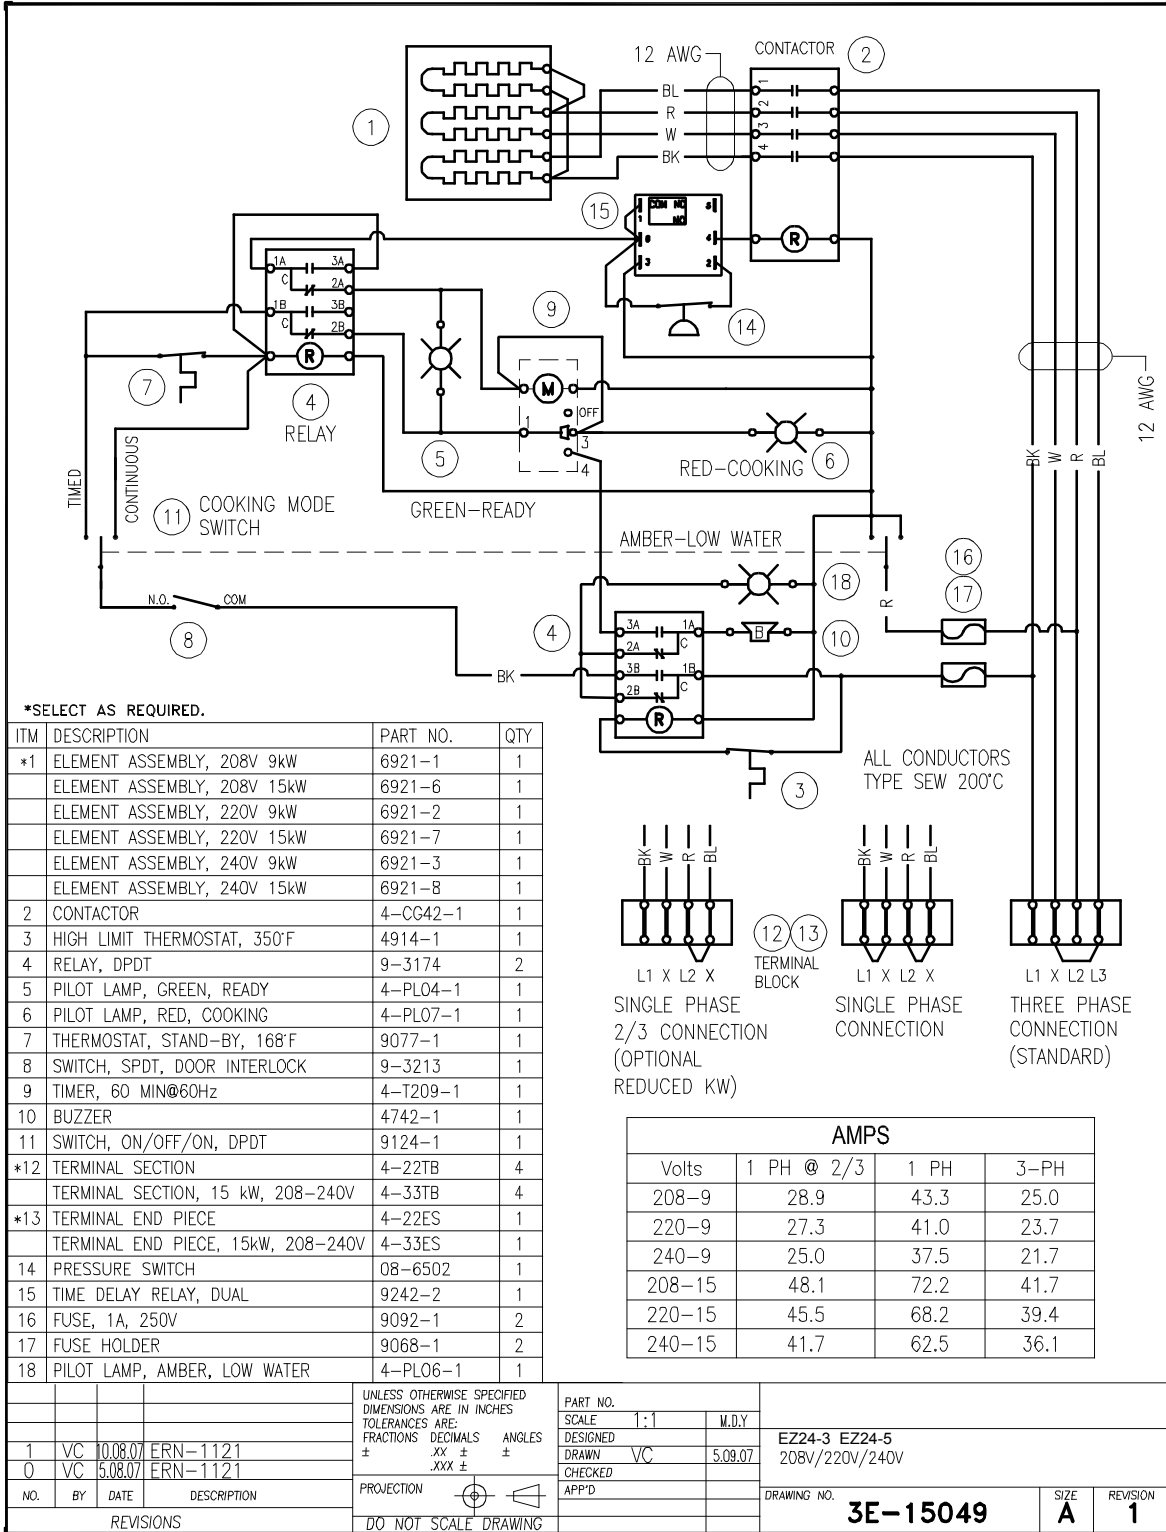 12 AWG
CONTACTOR
2
1
BL
R
W
BK
1
2
3
4
15
COM NC
NO
1
5
6
4
3
2
R
1A
3A
C
2A
1B
3B
C
2B
R
9
14
7
4
RELAY
M
OFF
1
3
4
5
6
RED-COOKING
GREEN-READY
12 AWG
BK
W
R
BL
TIMED
CONTINUOUS
11
COOKING MODE
SWITCH
AMBER-LOW WATER
16
17
18
R
N.O.
COM
8
4
3A
1A
C
2A
3B
1B
C
2B
R
B
10
BK
3
ALL CONDUCTORS
TYPE SEW 200°C
BK
W
R
BL
BK
W
R
BL
12
13
TERMINAL
BLOCK
L1 X L2 X
L1 X L2 X
L1 X L2 L3
SINGLE PHASE
2/3 CONNECTION
(OPTIONAL
REDUCED KW)
SINGLE PHASE
CONNECTION
THREE PHASE
CONNECTION
(STANDARD)
*SELECT AS REQUIRED.
ITM DESCRIPTION PART NO. QTY
*1 ELEMENT ASSEMBLY, 208V 9kW 6921-1 1
ELEMENT ASSEMBLY, 208V 15kW 6921-6 1
ELEMENT ASSEMBLY, 220V 9kW 6921-2 1
ELEMENT ASSEMBLY, 220V 15kW 6921-7 1
ELEMENT ASSEMBLY, 240V 9kW 6921-3 1
ELEMENT ASSEMBLY, 240V 15kW 6921-8 1
2 CONTACTOR 4-CG42-1 1
3 HIGH LIMIT THERMOSTAT, 350°F 4914-1 1
4 RELAY, DPDT 9-3174 2
5 PILOT LAMP, GREEN, READY 4-PL04-1 1
6 PILOT LAMP, RED, COOKING 4-PL07-1 1
7 THERMOSTAT, STAND-BY, 168°F 9077-1 1
8 SWITCH, SPDT, DOOR INTERLOCK 9-3213 1
9 TIMER, 60 MIN@60Hz 4-T209-1 1
10 BUZZER 4742-1 1
11 SWITCH, ON/OFF/ON, DPDT 9124-1 1
*12 TERMINAL SECTION 4-22TB 4
TERMINAL SECTION, 15 kW, 208-240V 4-33TB 4
*13 TERMINAL END PIECE 4-22ES 1
TERMINAL END PIECE, 15kW, 208-240V 4-33ES 1
14 PRESSURE SWITCH 08-6502 1
15 TIME DELAY RELAY, DUAL 9242-2 1
16 FUSE, 1A, 250V 9092-1 2
17 FUSE HOLDER 9068-1 2
18 PILOT LAMP, AMBER, LOW WATER 4-PL06-1 1
AMPS
Volts 1 PH @ 2/3 1 PH 3-PH
208-9 28.9 43.3 25.0
220-9 27.3 41.0 23.7
240-9 25.0 37.5 21.7
208-15 48.1 72.2 41.7
220-15 45.5 68.2 39.4
240-15 41.7 62.5 36.1
1 VC 10.08.07 ERN-1121
0 VC 5.08.07 ERN-1121
NO. BY DATE DESCRIPTION
REVISIONS
UNLESS OTHERWISE SPECIFIED
DIMENSIONS ARE IN INCHES
TOLERANCES ARE:
FRACTIONS DECIMALS ANGLES
± .XX ± ±
.XXX ±
PROJECTION
DO NOT SCALE DRAWING
PART NO.
SCALE 1:1 M.D.Y
DESIGNED
DRAWN VC 5.09.07
CHECKED
APP'D
EZ24-3 EZ24-5
208V/220V/240V
DRAWING NO. 3E-15049
SIZE A
REVISION 1